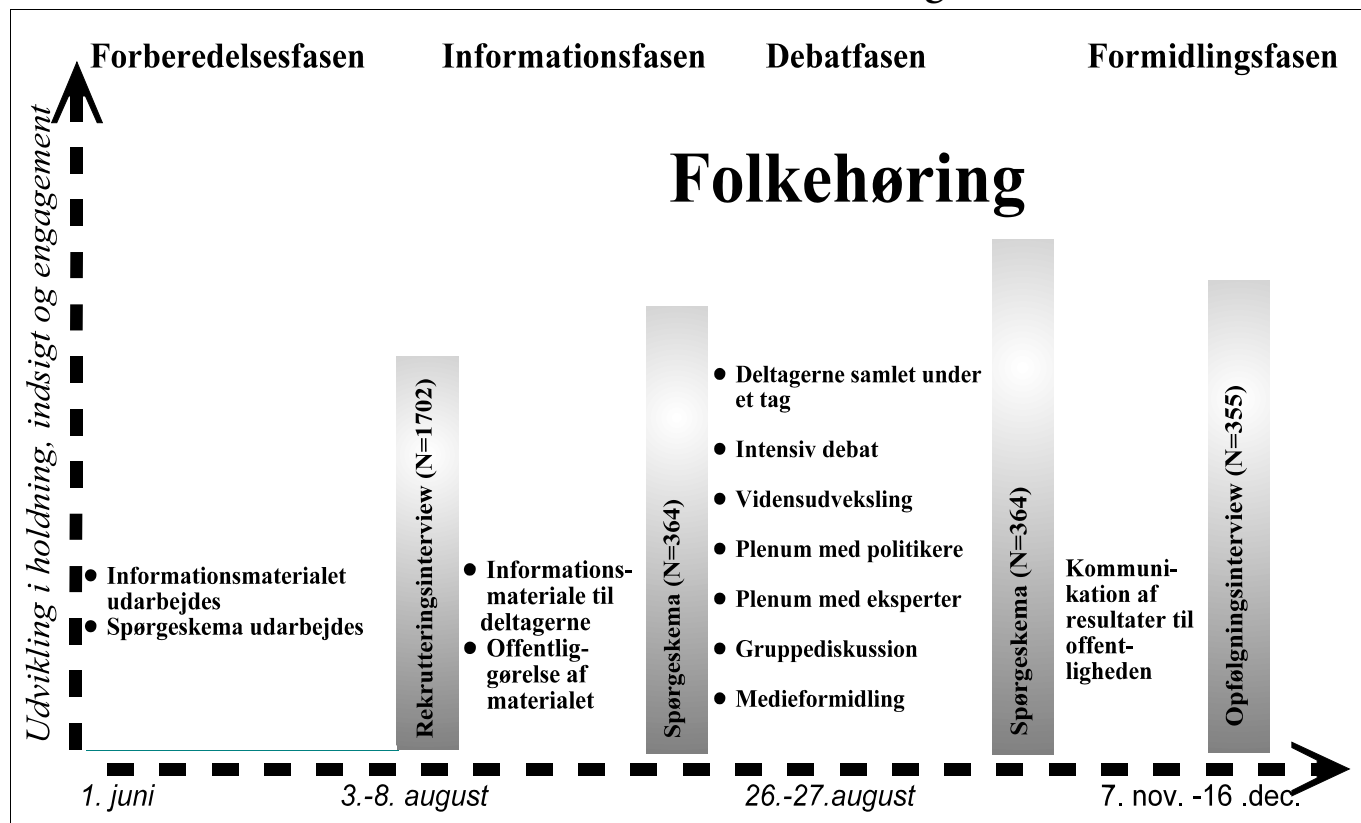 Forberedelsesfasen
Informationsfasen
Debatfasen
Formidlingsfasen
Folkehøring
Udvikling i holdning, indsigt og engagement
• Informationsmaterialet
udarbejdes
• Spørgeskema udarbejdes
Rekrutteringsinterview (N=1702)
• Informations-
materiale til
deltagerne
• Offentlig-
gørelse af
materialet
Spørgeskema (N=364)
• Deltagerne samlet under
et tag
• Intensiv debat
• Vidensudveksling
• Plenum med politikere
• Plenum med eksperter
• Gruppediskussion
• Medieformidling
Spørgeskema (N=364)
Kommuni-
kation af
resultater til
offent-
ligheden
Opfølgningsinterview (N=355)
1. juni
3.-8. august
26.-27.august
7. nov. -16 .dec.